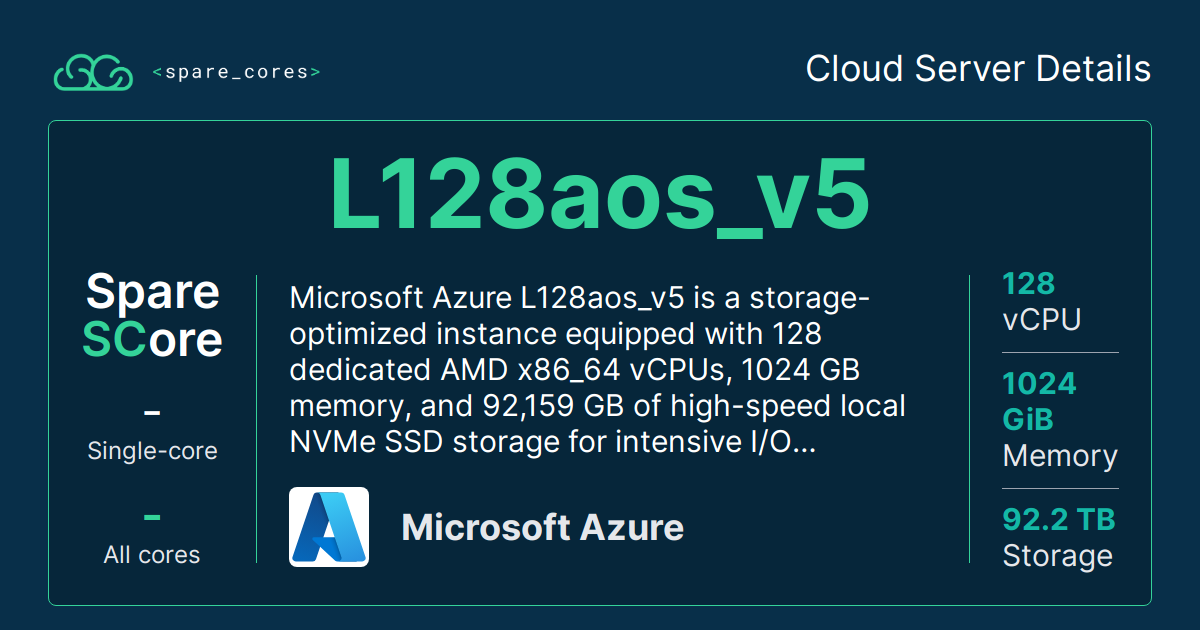 <spare_cores>
Cloud Server Details
L128aos_v5
Spare
SCore
–
Single-core
–
All cores
Microsoft Azure L128aos_v5 is a storage-
optimized instance equipped with 128
dedicated AMD x86_64 vCPUs, 1024 GB
memory, and 92,159 GB of high-speed local
NVMe SSD storage for intensive I/O...
Microsoft Azure
128
vCPU
1024
GiB
Memory
92.2 TB
Storage